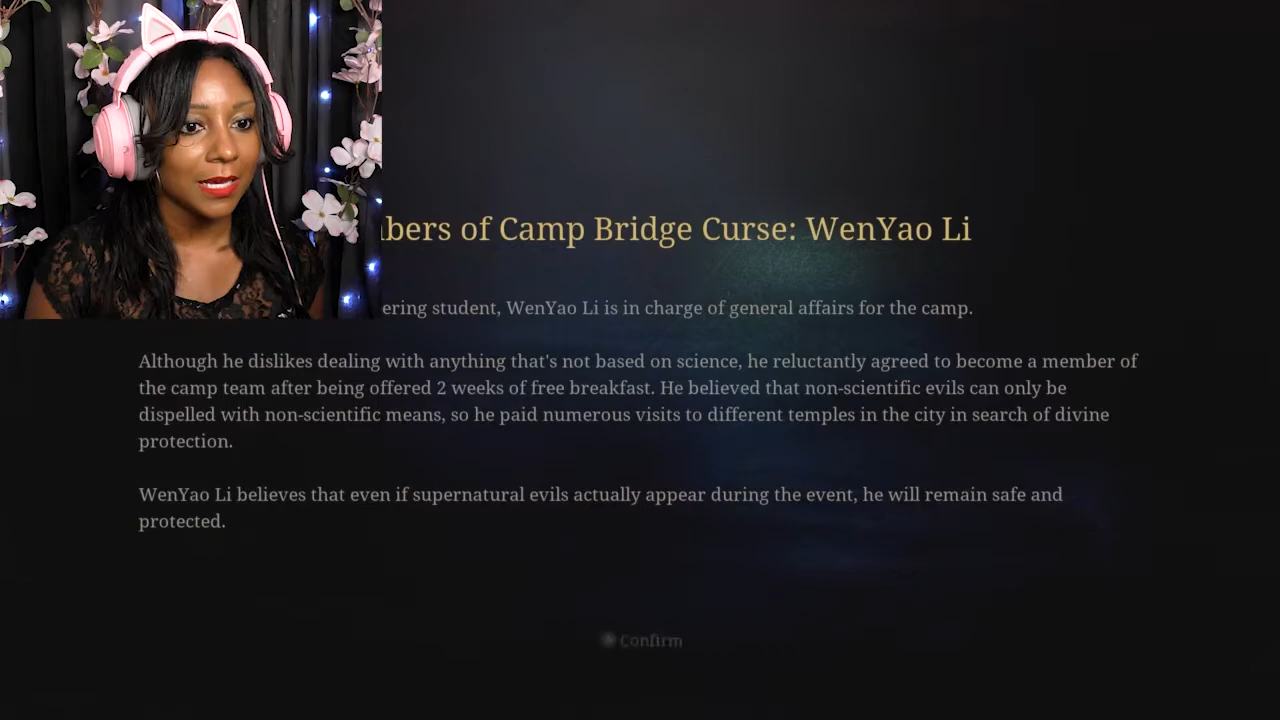 bers of Camp Bridge Curse: WenYao Li
ering student, WenYao Li is in charge of general affairs for the camp.
Although he dislikes dealing with anything that's not based on science, he reluctantly agreed to become a member of
the camp team after being offered 2 weeks of free breakfast. He believed that non-scientific evils can only be
dispelled with non-scientific means, so he paid numerous visits to different temples in the city in search of divine
protection.
WenYao Li believes that even if supernatural evils actually appear during the event, he will remain safe and
protected.
Confirm